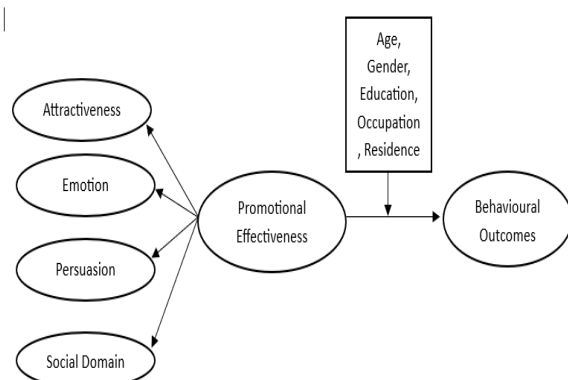 Age,
Gender,
Education,
Occupation
, Residence
Attractiveness
Emotion
Persuasion
Social Domain
Promotional
Effectiveness
Behavioural
Outcomes